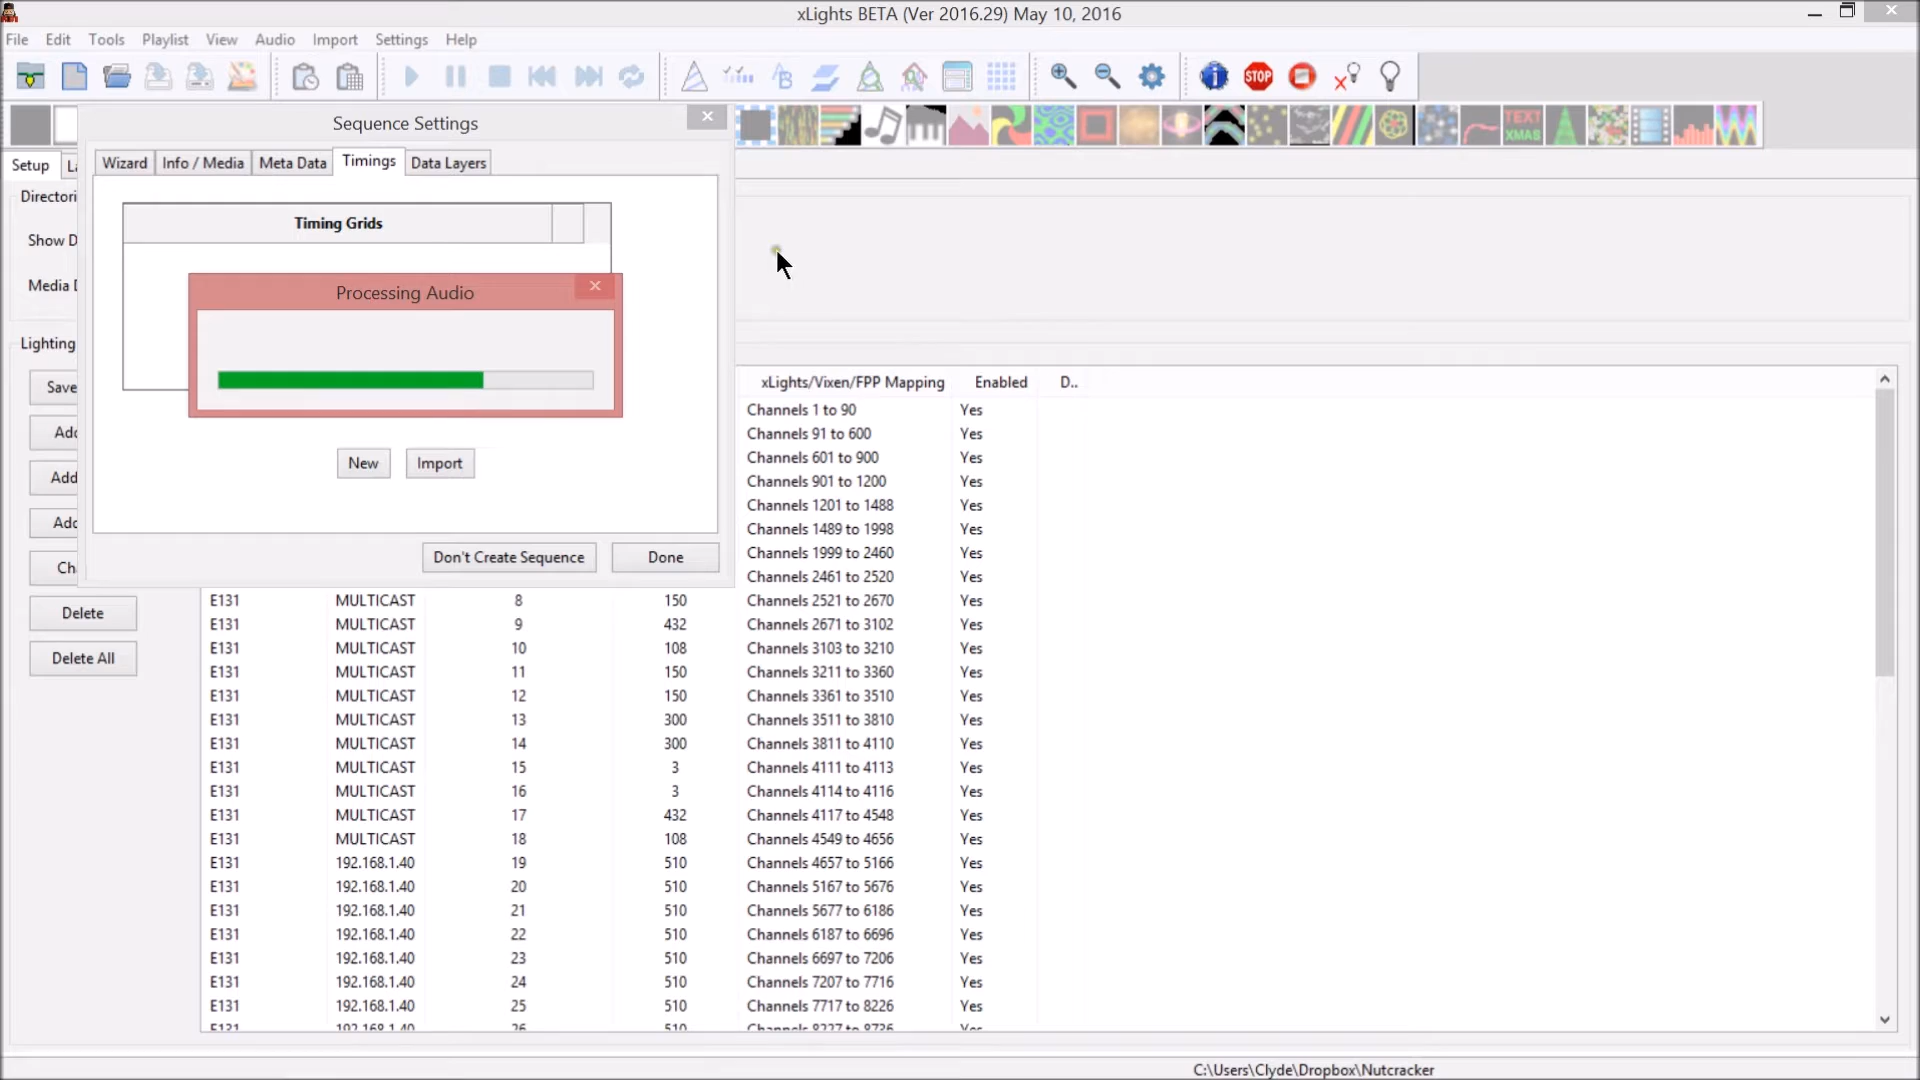 xLights BETA (Ver 2016.29) May 10, 2016
File Edit Tools Playlist View Audio Import Settings Help
STOP
TEXT XMAS
Sequence Settings
Wizard Info / Media Meta Data Timings Data Layers
Timing Grids
Processing Audio
New Import
Don't Create Sequence Done
Setup
Directori
Show D
Media D
Lighting
Save
Add
Add
Add
Ch
Delete
Delete All
xLights/Vixen/FPP Mapping Enabled D..
Channels 1 to 90 Yes
Channels 91 to 600 Yes
Channels 601 to 900 Yes
Channels 901 to 1200 Yes
Channels 1201 to 1488 Yes
Channels 1489 to 1998 Yes
Channels 1999 to 2460 Yes
Channels 2461 to 2520 Yes
E131 MULTICAST 8 150 Channels 2521 to 2670 Yes
E131 MULTICAST 9 432 Channels 2671 to 3102 Yes
E131 MULTICAST 10 108 Channels 3103 to 3210 Yes
E131 MULTICAST 11 150 Channels 3211 to 3360 Yes
E131 MULTICAST 12 150 Channels 3361 to 3510 Yes
E131 MULTICAST 13 300 Channels 3511 to 3810 Yes
E131 MULTICAST 14 300 Channels 3811 to 4110 Yes
E131 MULTICAST 15 3 Channels 4111 to 4113 Yes
E131 MULTICAST 16 3 Channels 4114 to 4116 Yes
E131 MULTICAST 17 432 Channels 4117 to 4548 Yes
E131 MULTICAST 18 108 Channels 4549 to 4656 Yes
E131 192.168.1.40 19 510 Channels 4657 to 5166 Yes
E131 192.168.1.40 20 510 Channels 5167 to 5676 Yes
E131 192.168.1.40 21 510 Channels 5677 to 6186 Yes
E131 192.168.1.40 22 510 Channels 6187 to 6696 Yes
E131 192.168.1.40 23 510 Channels 6697 to 7206 Yes
E131 192.168.1.40 24 510 Channels 7207 to 7716 Yes
E131 192.168.1.40 25 510 Channels 7717 to 8226 Yes
E131 192.168.1.40 26 510 Channels 8227 to 8736 Yes
C:\Users\Clyde\Dropbox\Nutcracker